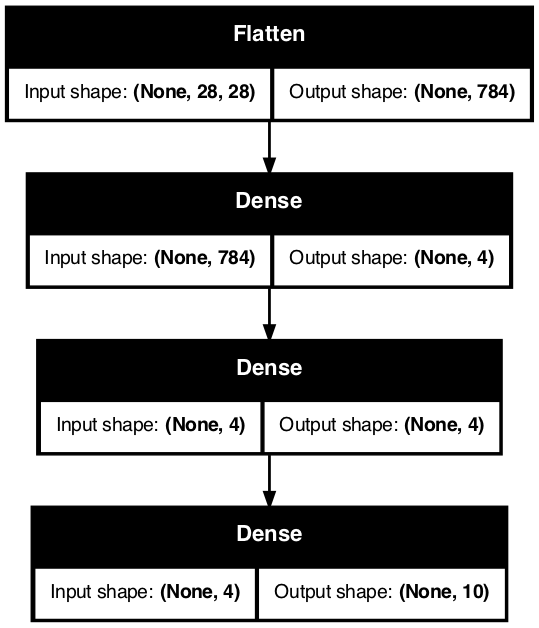 Flatten
Input shape: (None, 28, 28) Output shape: (None, 784)
Dense
Input shape: (None, 784) Output shape: (None, 4)
Dense
Input shape: (None, 4) Output shape: (None, 4)
Dense
Input shape: (None, 4) Output shape: (None, 10)